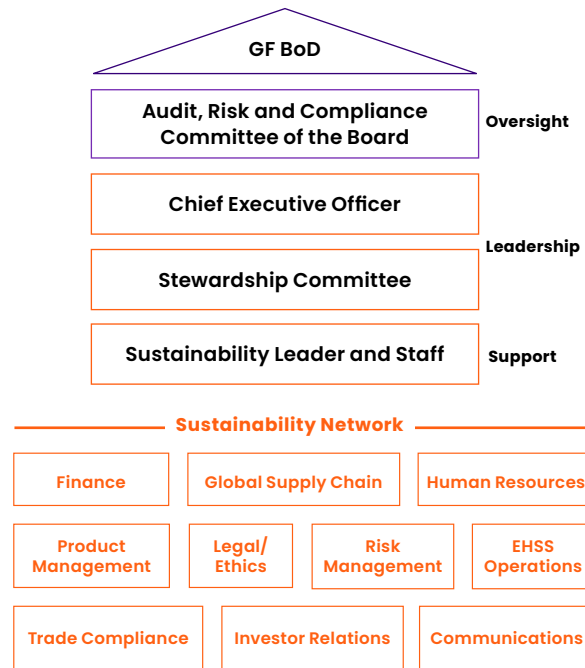 GF BoD
Audit, Risk and Compliance
Committee of the Board
Oversight
Chief Executive Officer
Leadership
Stewardship Committee
Sustainability Leader and Staff
Support
Sustainability Network
Finance
Global Supply Chain
Human Resources
Product
Management
Legal/
Ethics
Risk
Management
EHSS
Operations
Trade Compliance
Investor Relations
Communications